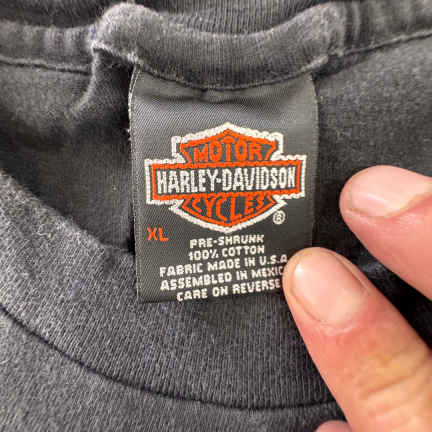 MOTOR
HARLEY-DAVIDSON
CYCLES
®
XL
PRE-SHRUNK
100% COTTON
FABRIC MADE IN U.S.A
ASSEMBLED IN MEXICO
CARE ON REVERSE